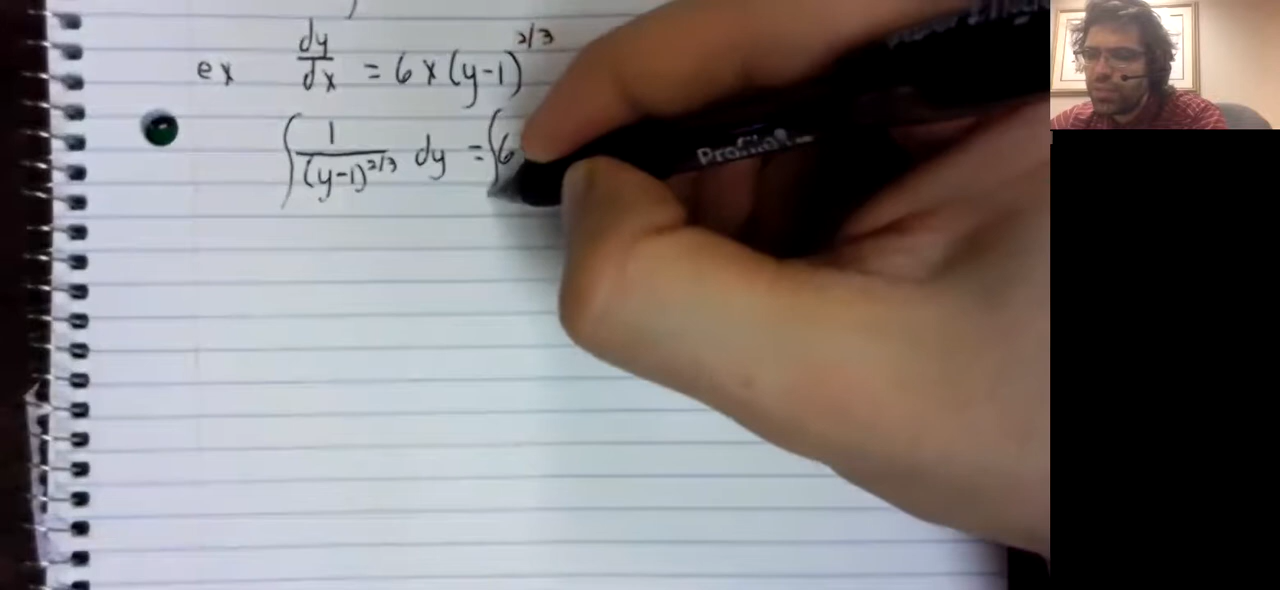 ex dy/dx = 6x(y-1)^2/3
∫ 1/(y-1)^2/3 dy = ∫6